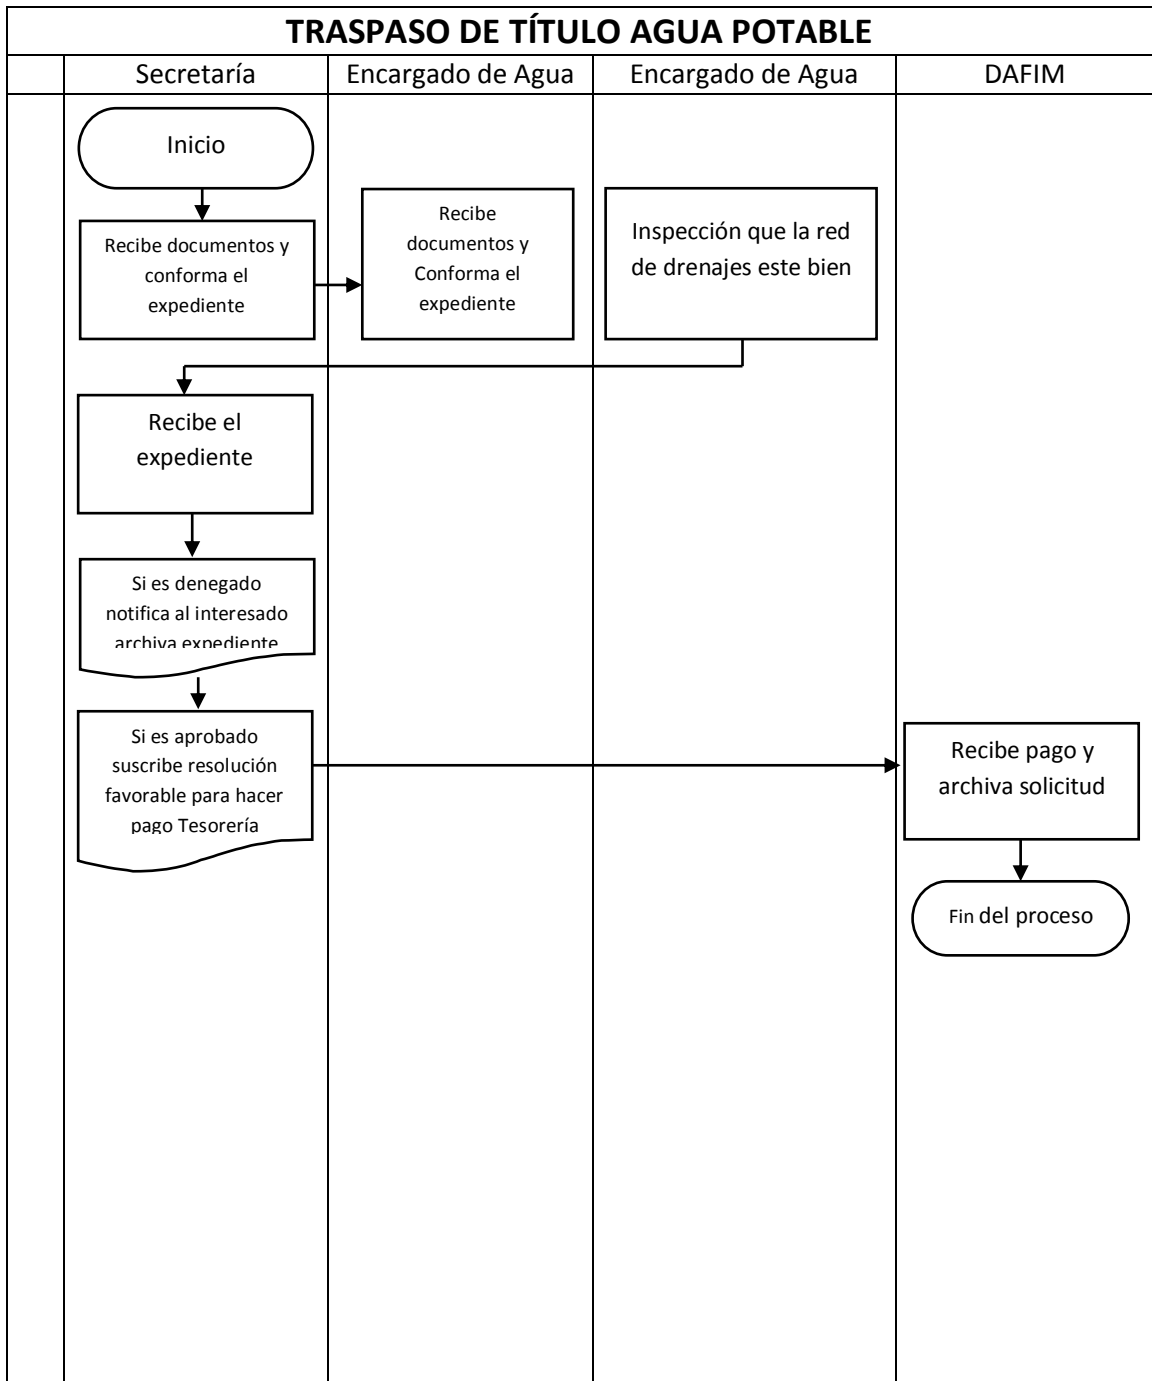 TRASPASO DE TÍTULO AGUA POTABLE
Secretaría
Encargado de Agua
Encargado de Agua
DAFIM
Inicio
Recibe documentos y
conforma el
expediente
Recibe
documentos y
Conforma el
expediente
Inspección que la red
de drenajes este bien
Recibe el
expediente
Si es denegado
notifica al interesado
archiva expediente
Si es aprobado
suscribe resolución
favorable para hacer
pago Tesorería
Recibe pago y
archiva solicitud
Fin del proceso